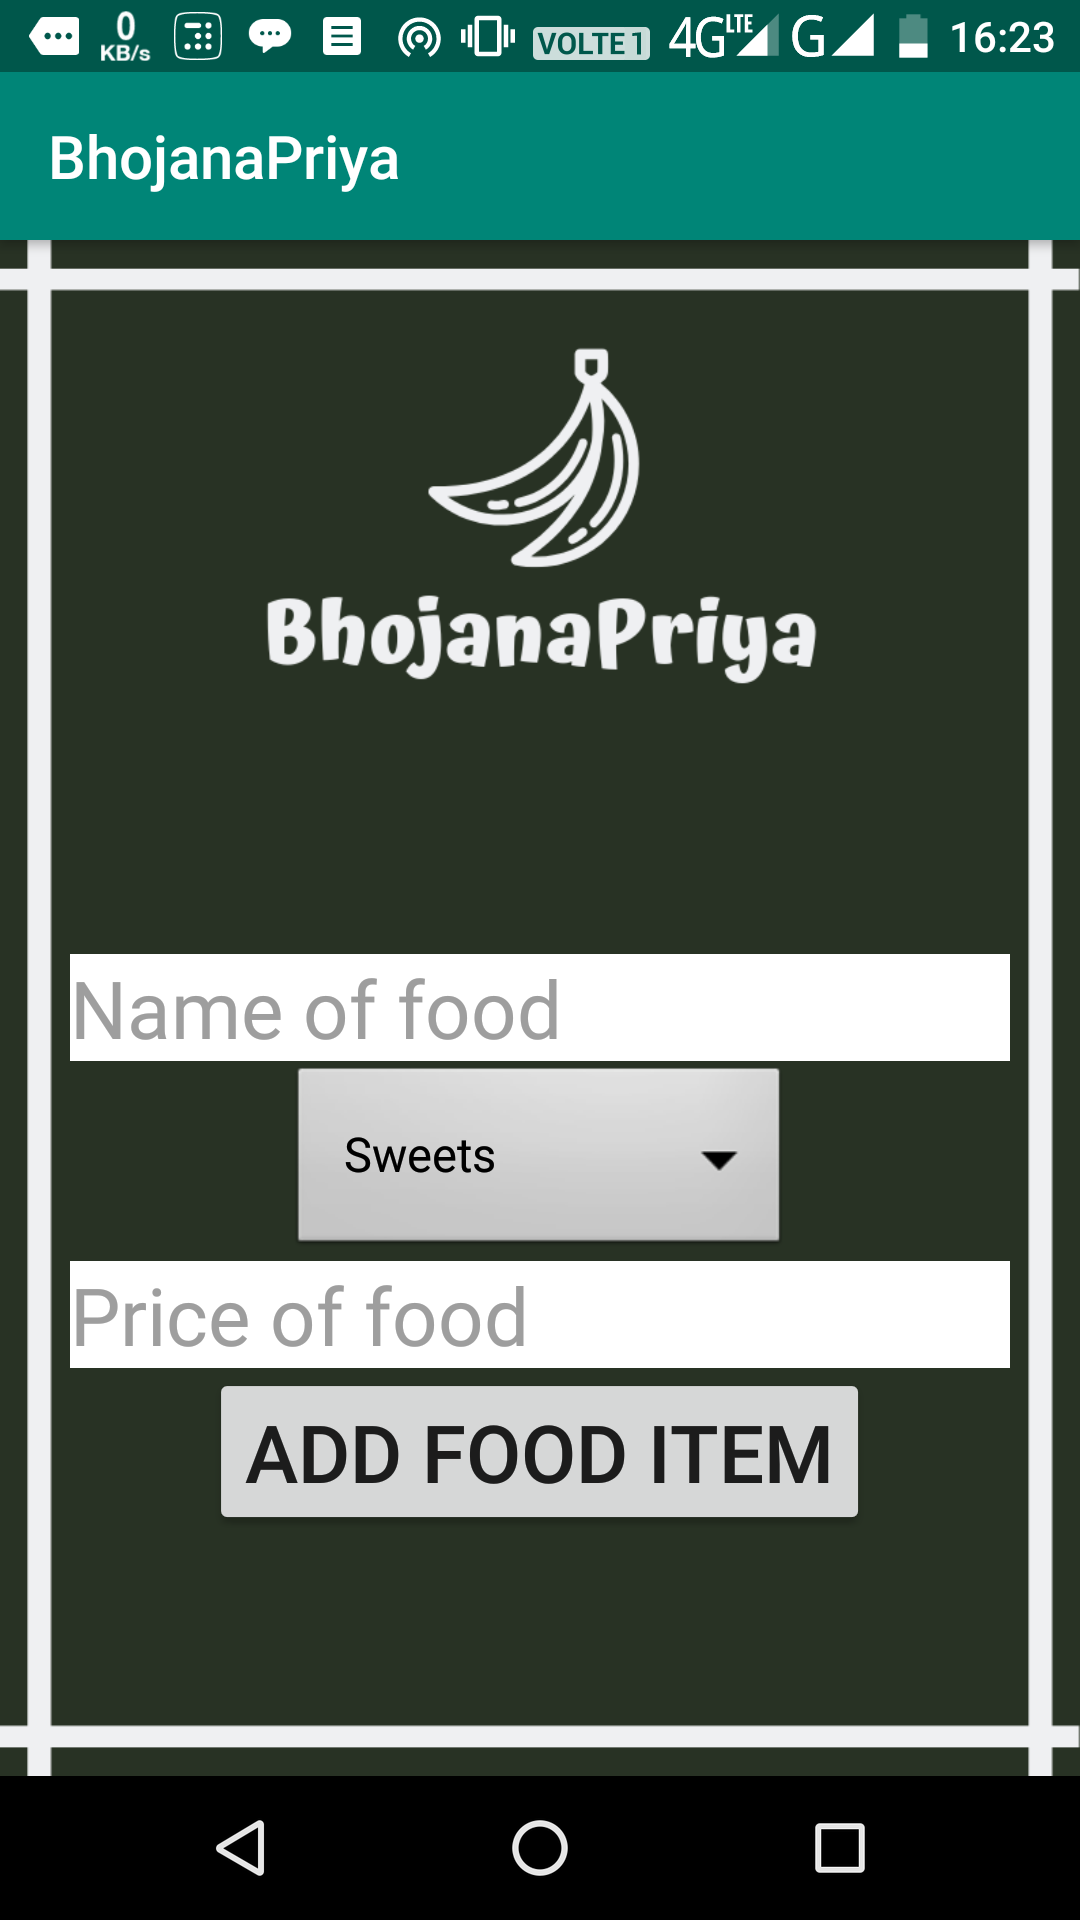 0
KB/s
VOLTE 1
4G LTE
G
16:23
BhojanaPriya
BhojanaPriya
Name of food
Sweets
Price of food
ADD FOOD ITEM